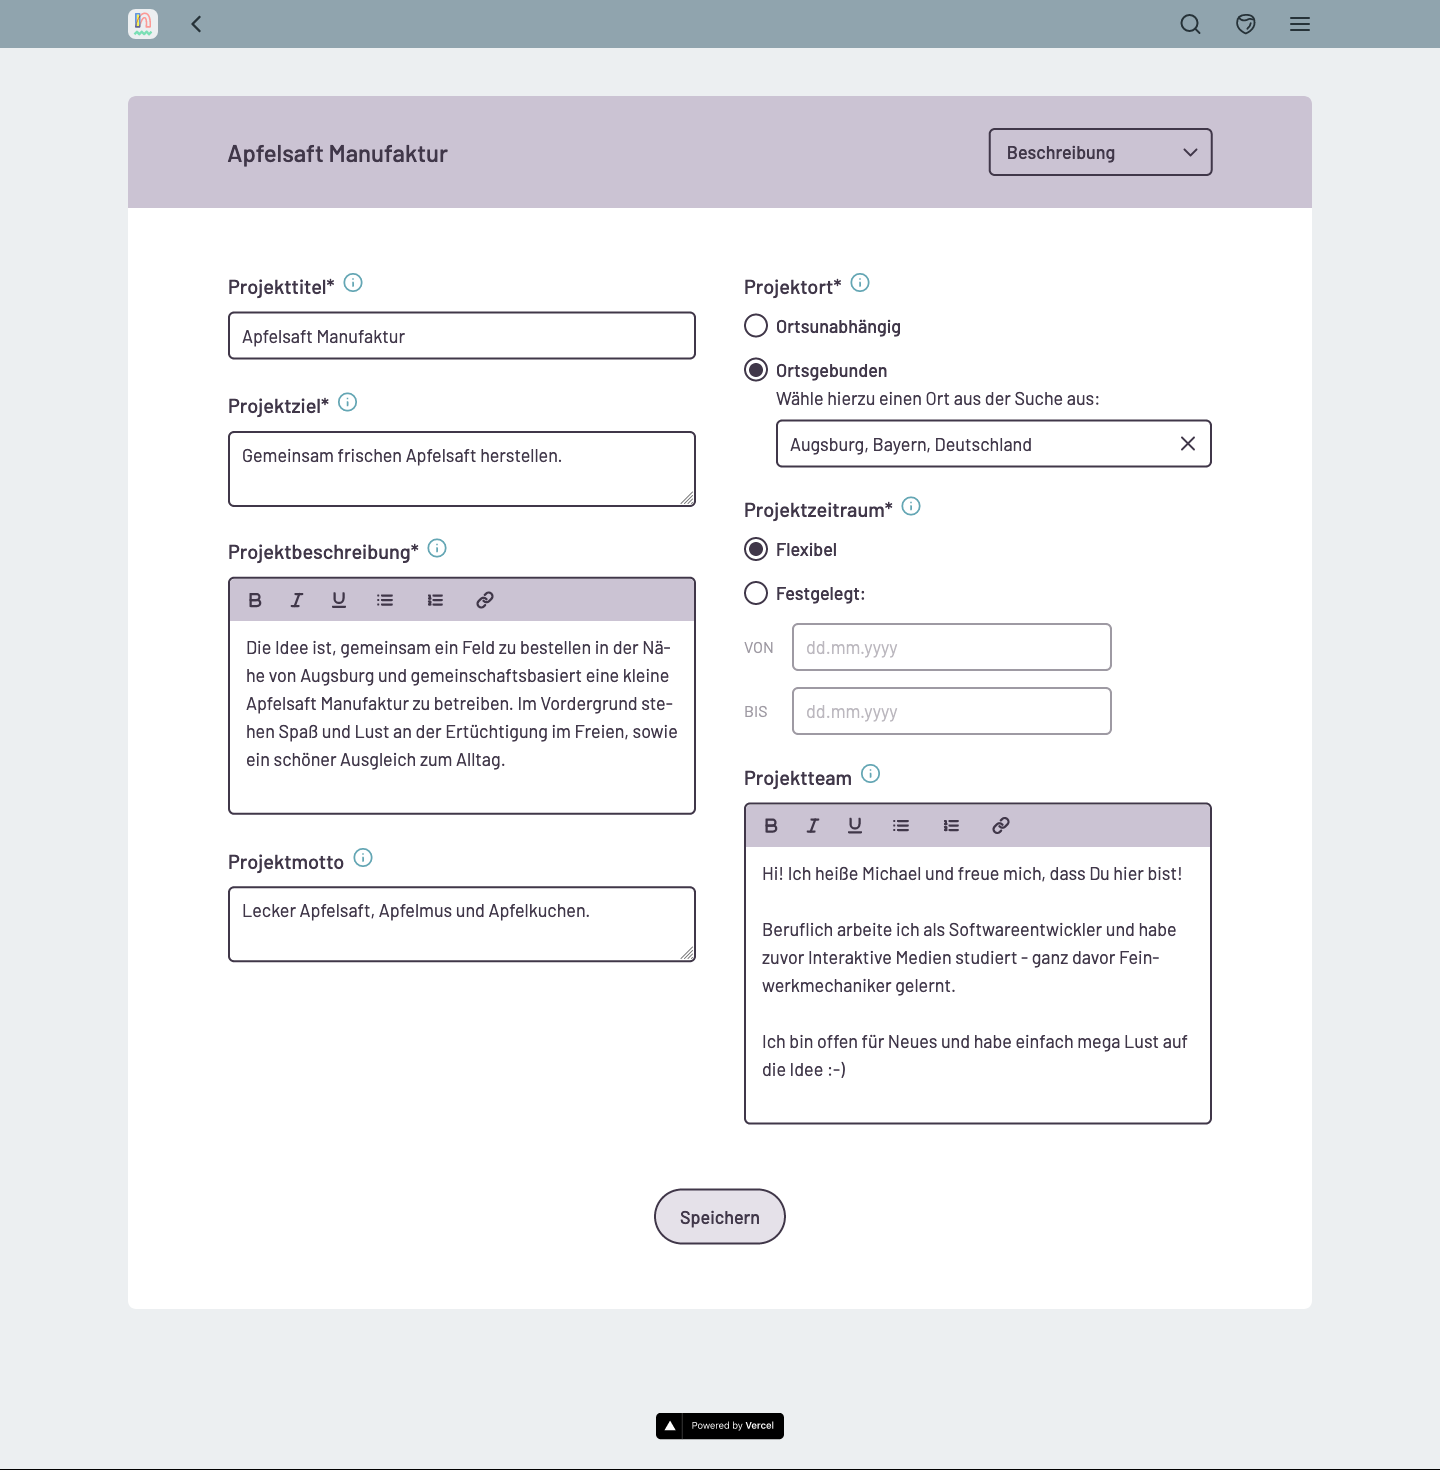 Apfelsaft Manufaktur
Beschreibung
Projekttitel*
Apfelsaft Manufaktur
Projektziel*
Gemeinsam frischen Apfelsaft herstellen.
Projektbeschreibung*
Die Idee ist, gemeinsam ein Feld zu bestellen in der Nä-
he von Augsburg und gemeinschaftsbasiert eine kleine
Apfelsaft Manufaktur zu betreiben. Im Vordergrund ste-
hen Spaß und Lust an der Ertüchtigung im Freien, sowie
ein schöner Ausgleich zum Alltag.
Projektmotto
Lecker Apfelsaft, Apfelmus und Apfelkuchen.
Projektort*
Ortsunabhängig
Ortsgebunden
Wähle hierzu einen Ort aus der Suche aus:
Augsburg, Bayern, Deutschland
Projektzeitraum*
Flexibel
Festgelegt:
VON dd.mm.yyyy
BIS dd.mm.yyyy
Projektteam
Hi! Ich heiße Michael und freue mich, dass Du hier bist!
Beruflich arbeite ich als Softwareentwickler und habe
zuvor Interaktive Medien studiert - ganz davor Fein-
werkmechaniker gelernt.
Ich bin offen für Neues und habe einfach mega Lust auf
die Idee :-)
Speichern
Powered by Vercel